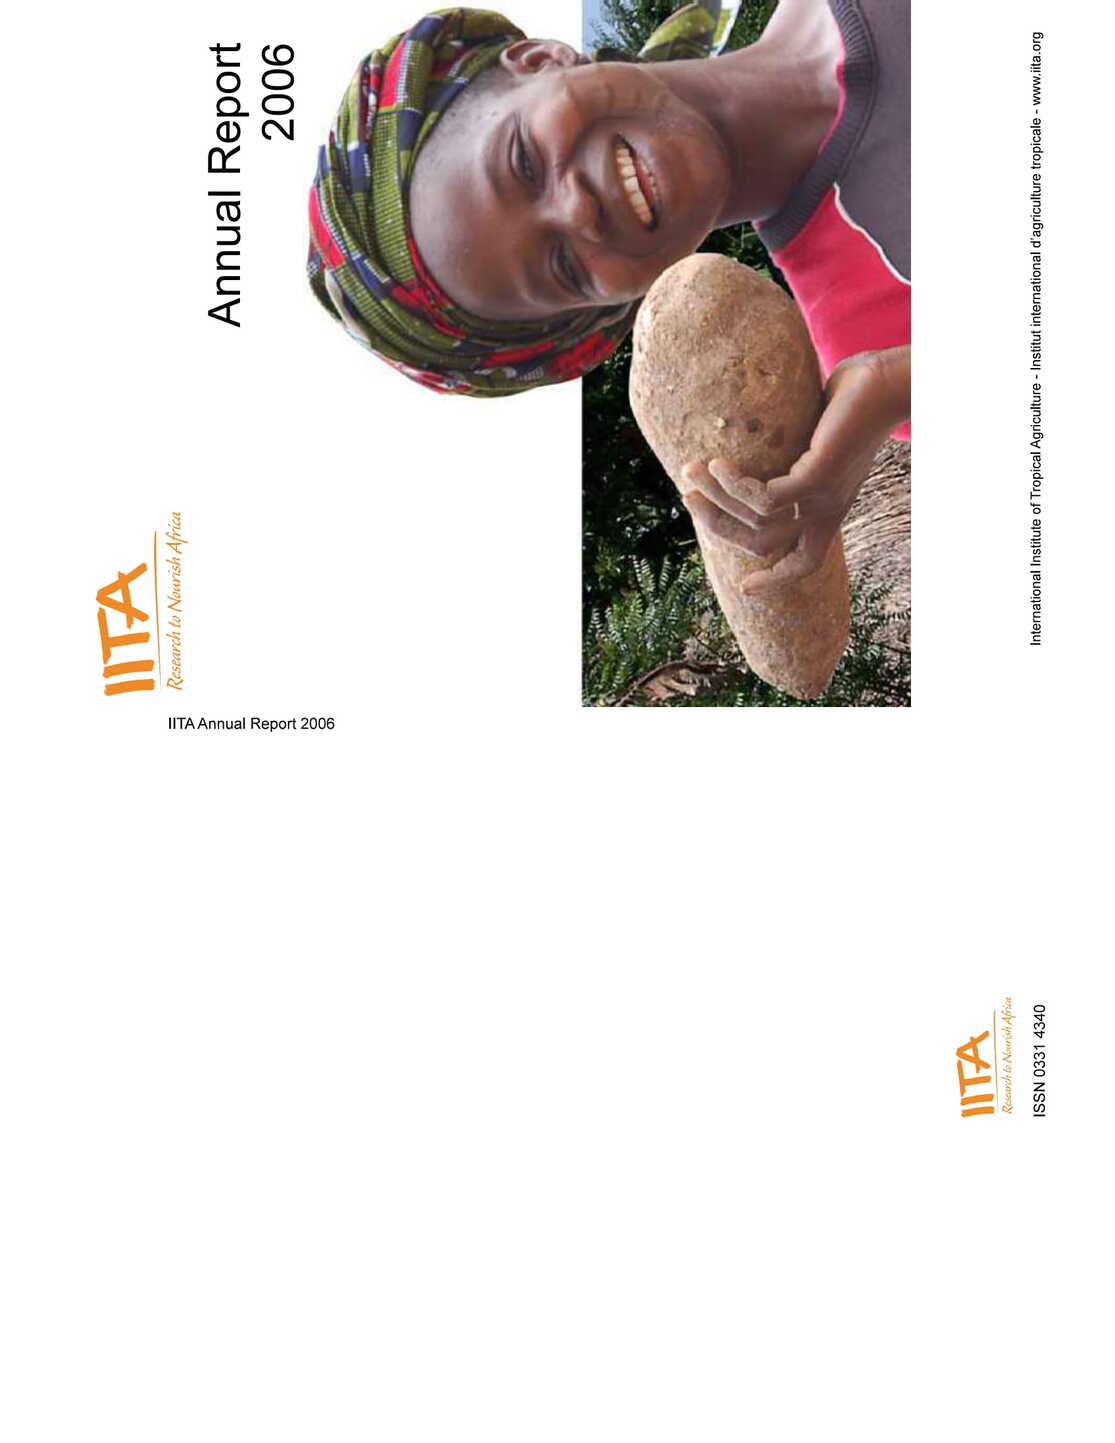 IITA
Research to Nourish Africa
ISSN 0331 4340
IITA Annual Report 2006
IITA
Research to Nourish Africa
Annual Report
2006
International Institute of Tropical Agriculture - Institut international d'agriculture tropicale - www.iita.org